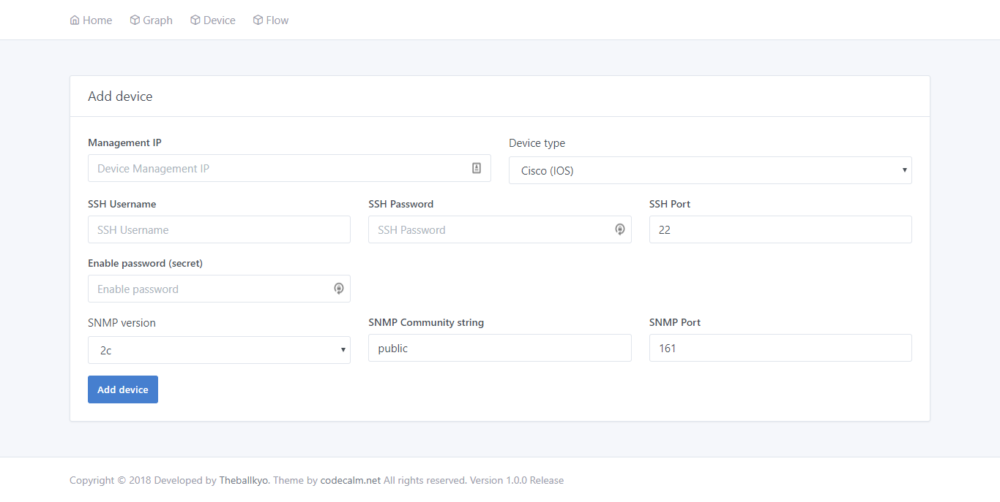 Home Graph Device Flow
Add device
Management IP Device type
Device Management IP Cisco (IOS)
SSH Username SSH Password SSH Port
SSH Username SSH Password 22
Enable password (secret)
Enable password
SNMP version SNMP Community string SNMP Port
2c public 161
Add device
Copyright © 2018 Developed by Theballkyo. Theme by codecalm.net All rights reserved. Version 1.0.0 Release